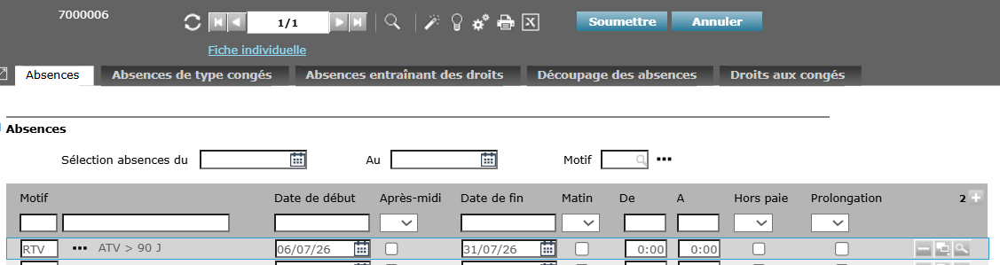 7000006
1/1
Soumettre Annuler
Fiche individuelle
Absences Absences de type congés Absences entraînant des droits Découpage des absences Droits aux congés
Absences
Sélection absences du Au Motif
Motif Date de début Après-midi Date de fin Matin De A Hors paie Prolongation 2
RTV ATV > 90 J 06/07/26 31/07/26 0:00 0:00